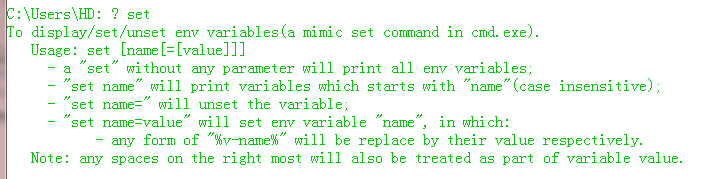 C:\Users\HD: ? set
To display/set/unset env variables(a mimic set command in cmd.exe).
Usage: set [name[=[value]]]
- a "set" without any parameter will print all env variables;
- "set name" will print variables which starts with "name"(case insensitive);
- "set name=" will unset the variable;
- "set name=value" will set env variable "name", in which:
- any form of "%v-name%" will be replace by their value respectively.
Note: any spaces on the right most will also be treated as part of variable value.